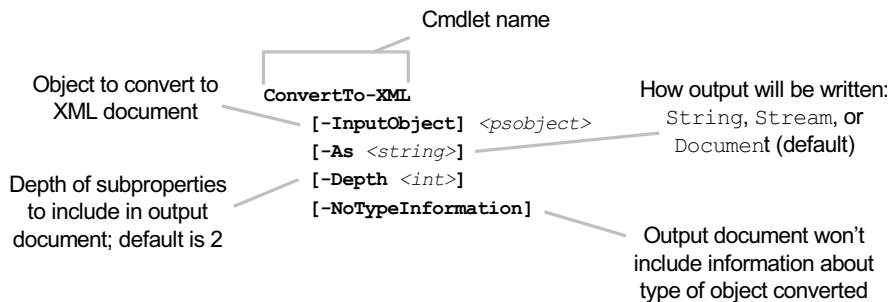 Cmdlet name
Object to convert to
XML document
ConvertTo-XML
[-InputObject] <psobject>
[-As <string>]
[-Depth <int>]
[-NoTypeInformation]
How output will be written:
String, Stream, or
Document (default)
Depth of subproperties
to include in output
document; default is 2
Output document won't
include information about
type of object converted